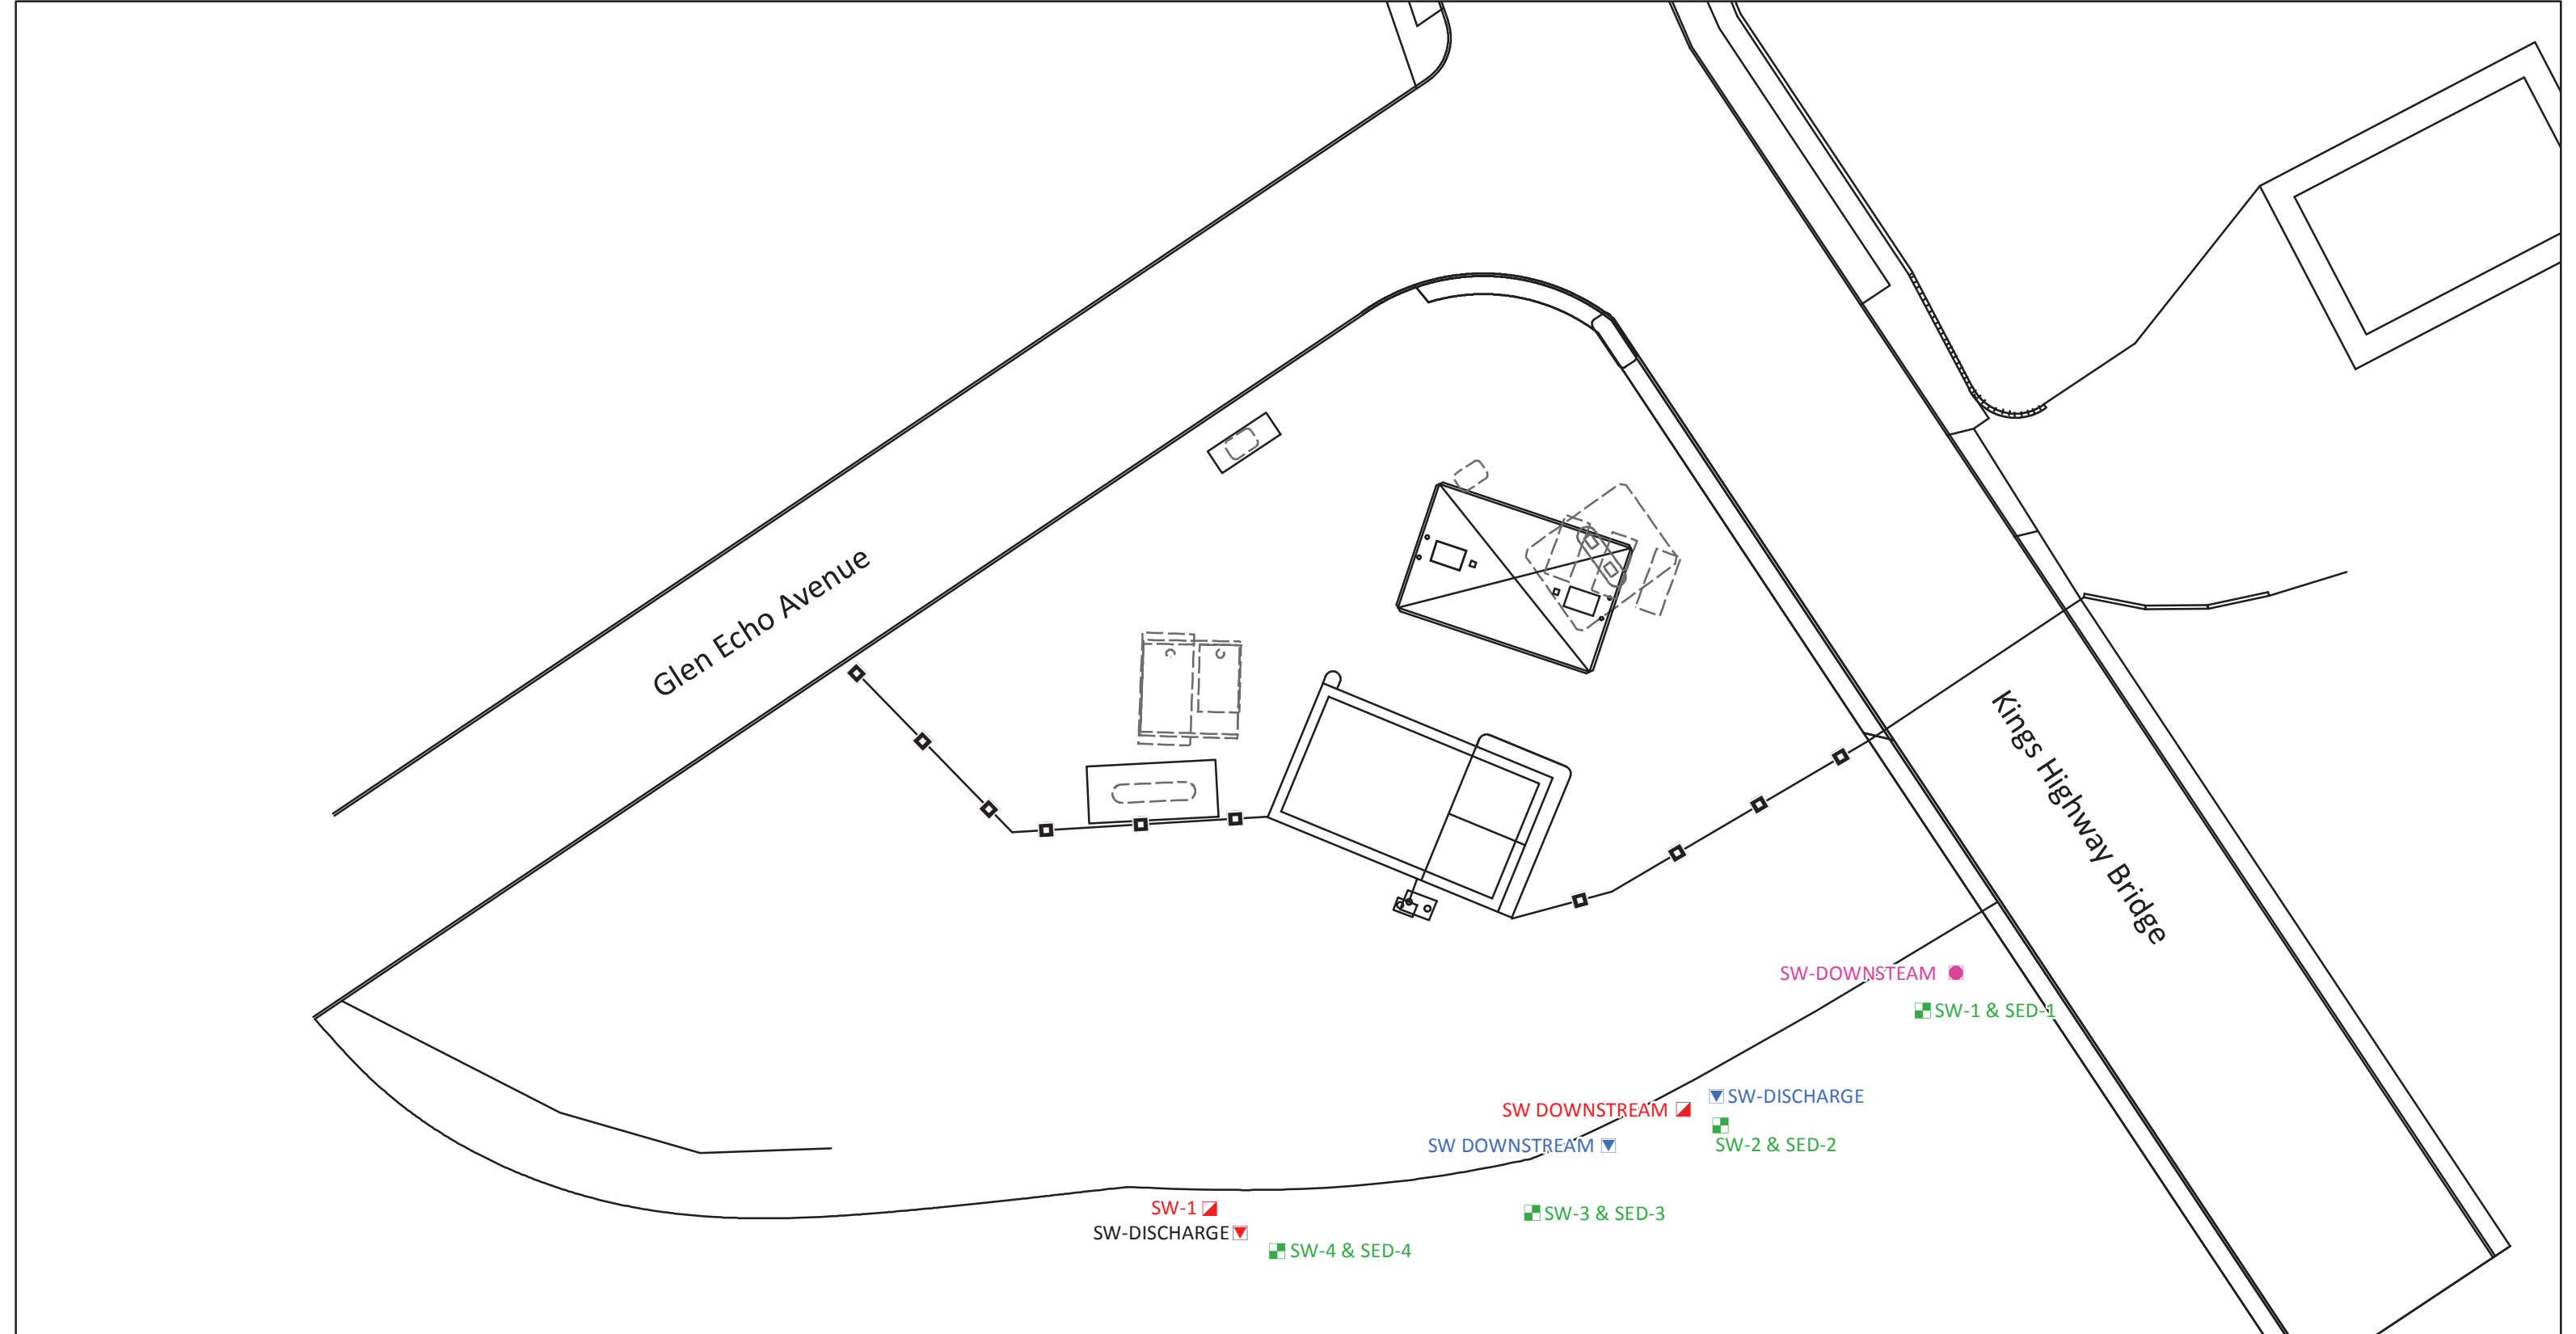 Glen Echo Avenue
Kings Highway Bridge
SW-DOWNSTEAM
SW-1 & SED-1
SW-DISCHARGE
SW DOWNSTREAM
SW DOWNSTREAM
SW-2 & SED-2
SW-1
SW-3 & SED-3
SW-DISCHARGE
SW-4 & SED-4